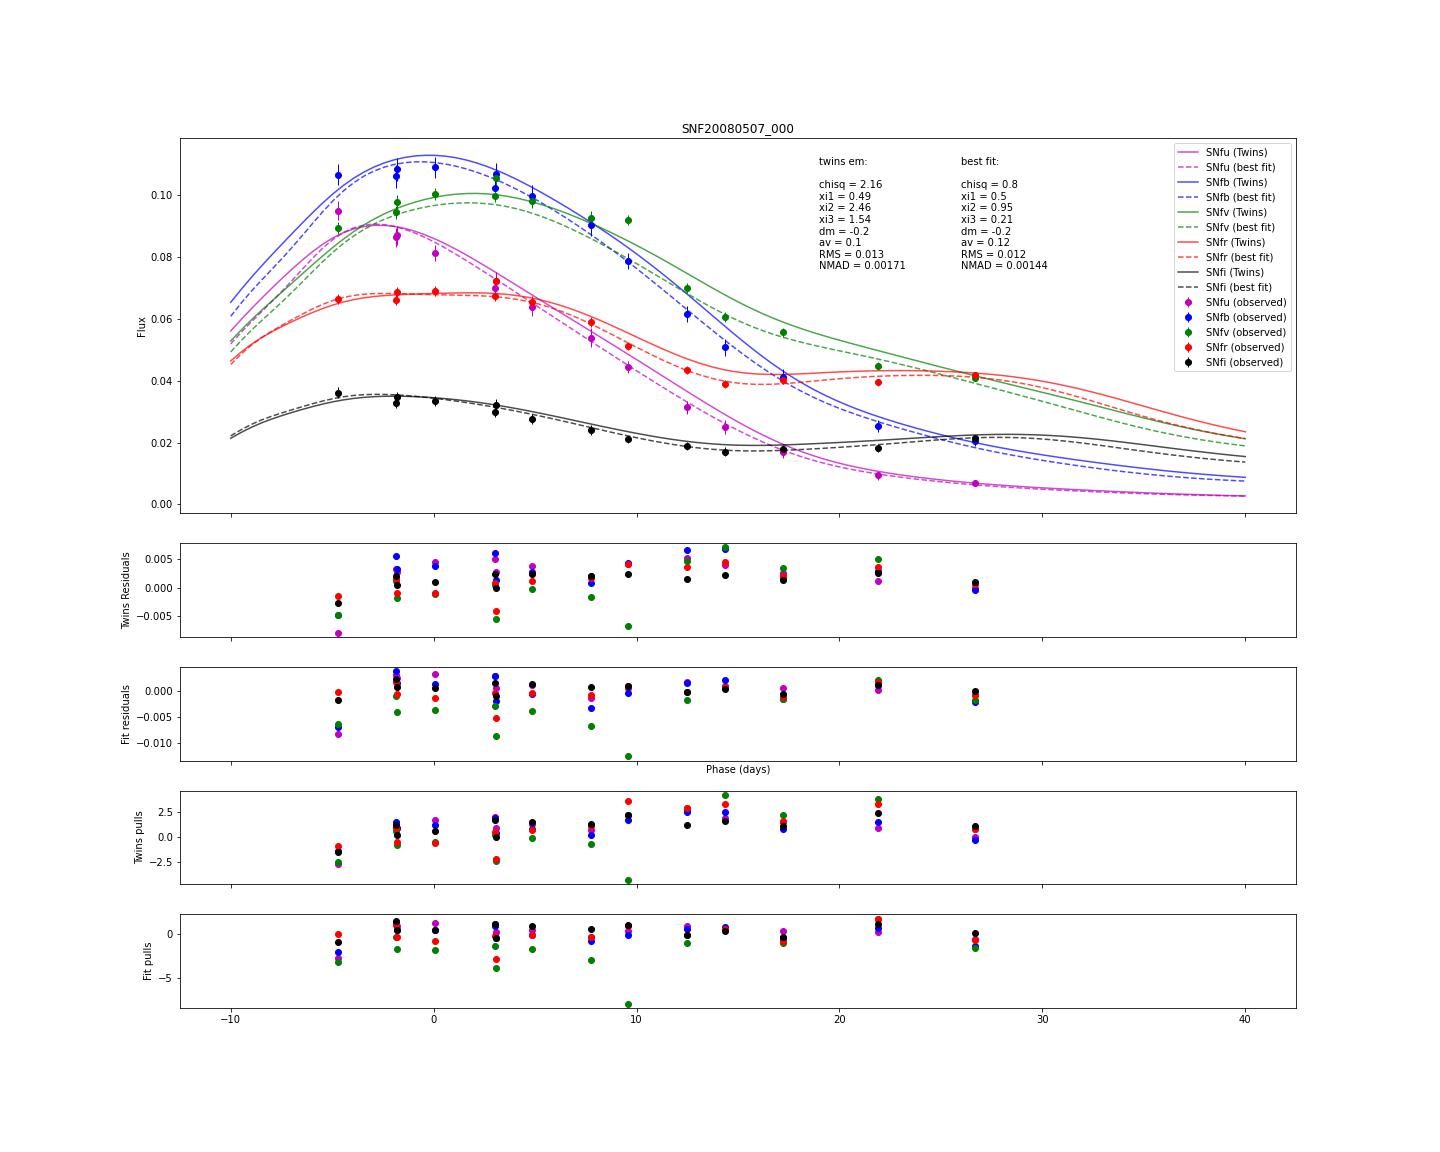 SNF20080507_000
twins em:
chisq = 2.16
xi1 = 0.49
xi2 = 2.46
xi3 = 1.54
dm = -0.2
av = 0.1
RMS = 0.013
NMAD = 0.00171
best fit:
chisq = 0.8
xi1 = 0.5
xi2 = 0.95
xi3 = 0.21
dm = -0.2
av = 0.12
RMS = 0.012
NMAD = 0.00144
SNfu (Twins)
SNfu (best fit)
SNfb (Twins)
SNfb (best fit)
SNfv (Twins)
SNfv (best fit)
SNfr (Twins)
SNfr (best fit)
SNfi (Twins)
SNfi (best fit)
SNfu (observed)
SNfb (observed)
SNfv (observed)
SNfr (observed)
SNfi (observed)
Flux
0.10
0.08
0.06
0.04
0.02
0.00
Twins Residuals
0.005
0.000
−0.005
Fit residuals
0.000
−0.005
−0.010
Phase (days)
Twins pulls
2.5
0.0
−2.5
Fit pulls
0
−5
−10
0
10
20
30
40